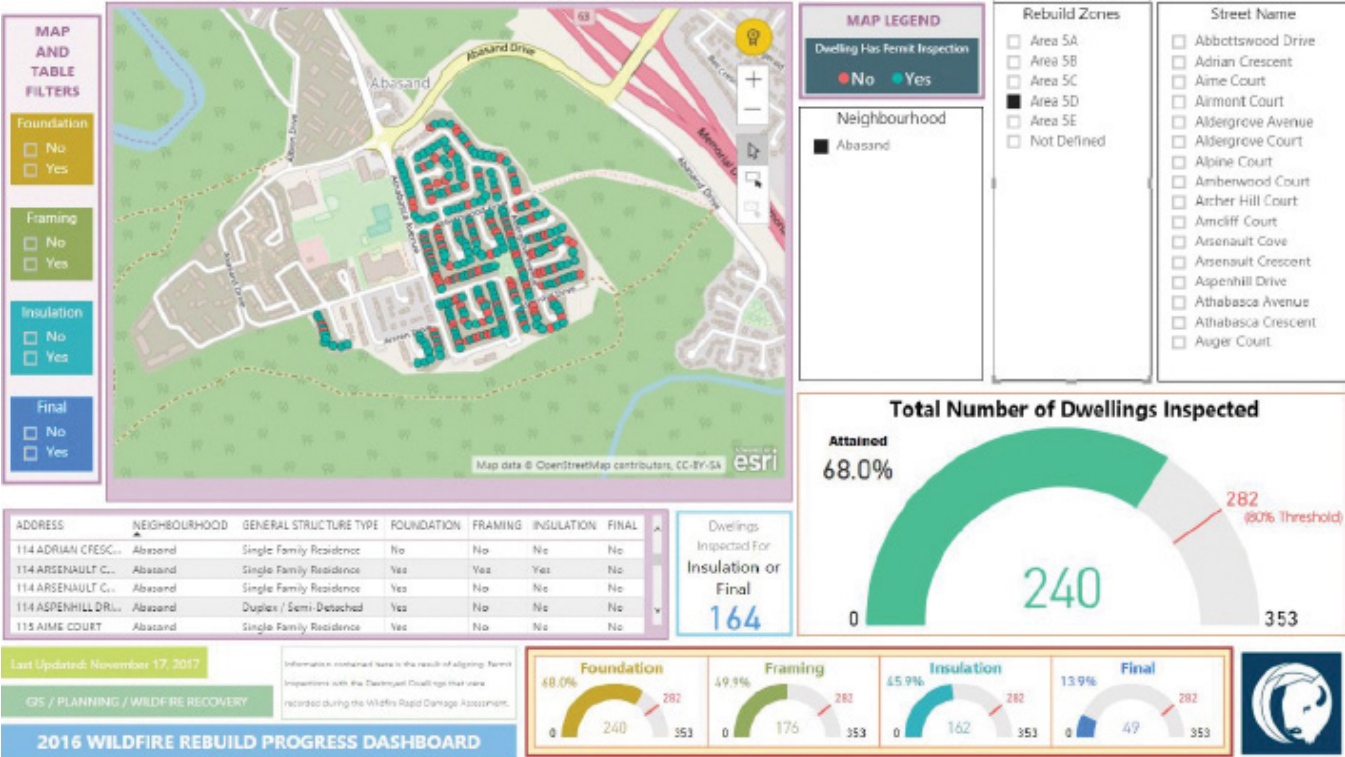 MAP
AND
TABLE
FILTERS
Foundation
No
Yes
Framing
No
Yes
Insulation
No
Yes
Final
No
Yes
63
Abasand Drive
Abasand
Athabasca Avenue
Abasand Drive
Memorial D
Abasand Drive
Map data © OpenStreetMap contributors, CC-BY-SA
esri
MAP LEGEND
Dwelling Has Permit Inspection
No Yes
Neighbourhood
Abasand
Rebuild Zones
Area 5A
Area 5B
Area 5C
Area 5D
Area 5E
Not Defined
Street Name
Abbottswood Drive
Adrian Crescent
Aime Court
Airmont Court
Aldergrove Avenue
Aldergrove Court
Alpine Court
Amberwood Court
Archer Hill Court
Arncliff Court
Arsenault Cove
Arsenault Crescent
Aspenhill Drive
Athabasca Avenue
Athabasca Crescent
Auger Court
Total Number of Dwellings Inspected
Attained
68.0%
282
(80% Threshold)
240
0
353
ADDRESS NEIGHBOURHOOD GENERAL STRUCTURE TYPE FOUNDATION FRAMING INSULATION FINAL
114 ADRIAN CRESC... Abasand Single Family Residence No No No No
114 ARSENAULT C... Abasand Single Family Residence Yes Yes Yes No
114 ARSENAULT C... Abasand Single Family Residence Yes No No No
114 ASPENHILL DRI... Abasand Duplex / Semi-Detached Yes No No No
115 AIME COURT Abasand Single Family Residence Yes No No No
Dwellings
Inspected For
Insulation or
Final
164
Last Updated: November 17, 2017
GIS / PLANNING / WILDFIRE RECOVERY
Information contained here is the result of aligning Permit
Inspections with the Destroyed Dwellings that were
recorded during the Wildfire Rapid Damage Assessment.
2016 WILDFIRE REBUILD PROGRESS DASHBOARD
Foundation
68.0%
282
0 240 353
Framing
49.9%
282
0 176 353
Insulation
45.9%
282
0 162 353
Final
13.9%
282
0 49 353